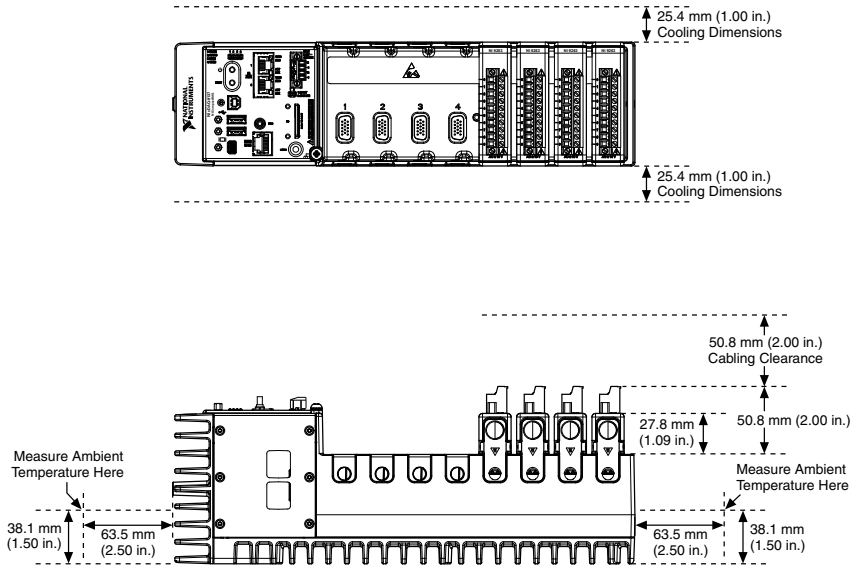 25.4 mm (1.00 in.)
Cooling Dimensions
NATIONAL
INSTRUMENTS
1 2 3 4
25.4 mm (1.00 in.)
Cooling Dimensions
50.8 mm (2.00 in.)
Cabling Clearance
27.8 mm
(1.09 in.)
50.8 mm (2.00 in.)
Measure Ambient
Temperature Here
Measure Ambient
Temperature Here
38.1 mm
(1.50 in.)
63.5 mm
(2.50 in.)
63.5 mm
(2.50 in.)
38.1 mm
(1.50 in.)